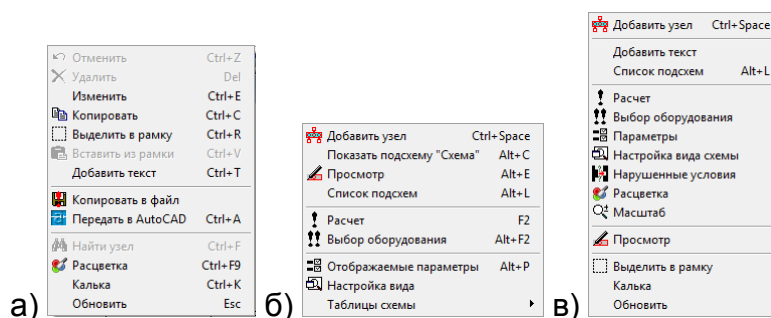 Отменить Ctrl+Z
Удалить Del
Изменить Ctrl+E
Копировать Ctrl+C
Выделить в рамку Ctrl+R
Вставить из рамки Ctrl+V
Добавить текст Ctrl+T
Копировать в файл
Передать в AutoCAD Ctrl+A
Найти узел Ctrl+F
Расцветка Ctrl+F9
Калька Ctrl+K
Обновить Esc
а)
Добавить узел Ctrl+Space
Показать подсхему "Схема" Alt+C
Просмотр Alt+E
Список подсхем Alt+L
Расчет F2
Выбор оборудования Alt+F2
Отображаемые параметры Alt+P
Настройка вида
Таблицы схемы
б)
Добавить узел Ctrl+Space
Добавить текст
Список подсхем Alt+L
Расчет
Выбор оборудования
Параметры
Настройка вида схемы
Нарушенные условия
Расцветка
Масштаб
Просмотр
Выделить в рамку
Калька
Обновить
в)